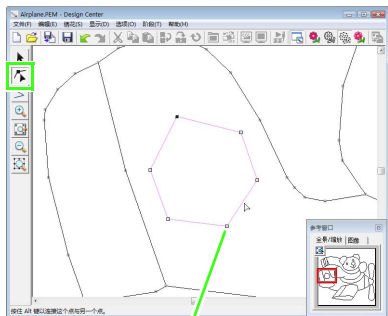 Airplane.PEM - Design Center
文件(F) 编辑(E) 绣花(S) 显示(D) 选项(O) 阶段(T) 帮助(H)
参考窗口
全景/缩放 图像
按住 Alt 键以连接这个点与另一个点。